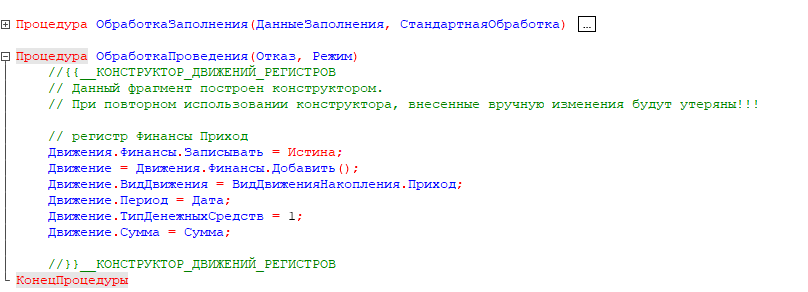 Процедура ОбработкаЗаполнения(ДанныеЗаполнения, СтандартнаяОбработка) ...
Процедура ОбработкаПроведения(Отказ, Режим)
//{{__КОНСТРУКТОР_ДВИЖЕНИЙ_РЕГИСТРОВ
// Данный фрагмент построен конструктором.
// При повторном использовании конструктора, внесенные вручную изменения будут утеряны!!!
// регистр Финансы Приход
Движения.Финансы.Записывать = Истина;
Движение = Движения.Финансы.Добавить();
Движение.ВидДвижения = ВидДвиженияНакопления.Приход;
Движение.Период = Дата;
Движение.ТипДенежныхСредств = 1;
Движение.Сумма = Сумма;
//}}__КОНСТРУКТОР_ДВИЖЕНИЙ_РЕГИСТРОВ
КонецПроцедуры